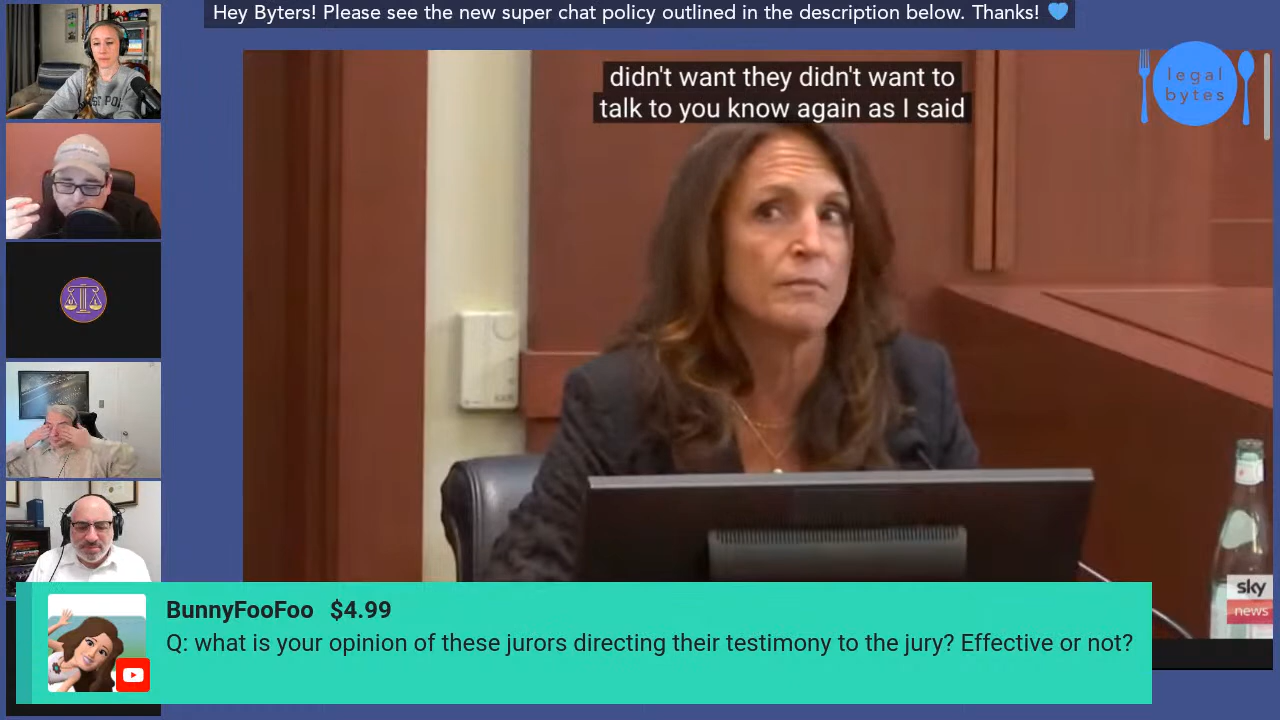 Hey Byters! Please see the new super chat policy outlined in the description below. Thanks! 💙
didn't want they didn't want to
talk to you know again as I said
legal
bytes
sky
news
BunnyFooFoo $4.99
Q: what is your opinion of these jurors directing their testimony to the jury? Effective or not?